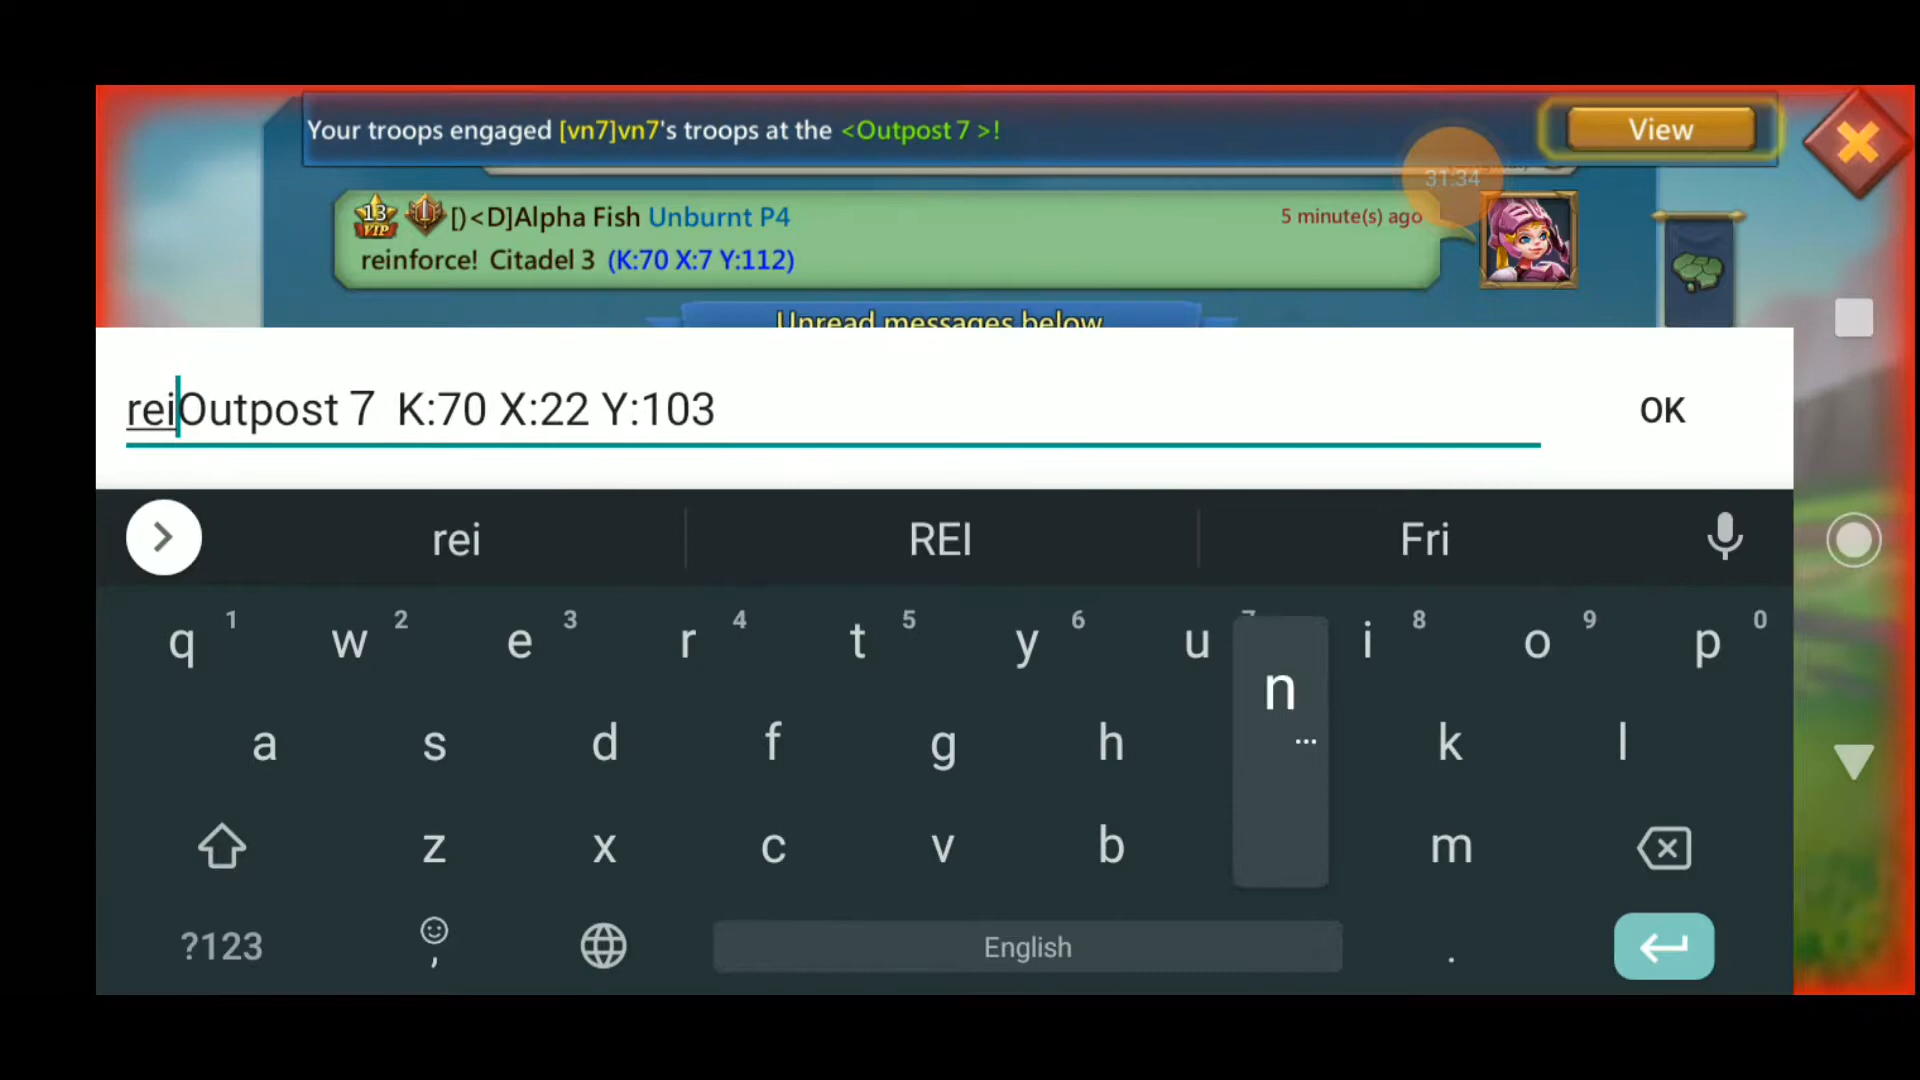 Your troops engaged [vn7]vn7's troops at the <Outpost 7 >!
View
31:34
13 VIP
[)<D]Alpha Fish Unburnt P4
5 minute(s) ago
reinforce! Citadel 3 (K:70 X:7 Y:112)
Unread messages below
reiOutpost 7 K:70 X:22 Y:103
OK
rei REI Fri
q 1 w 2 e 3 r 4 t 5 y 6 u 7 i 8 o 9 p 0
a s d f g h k l
n ...
z x c v b m
?123 , English .